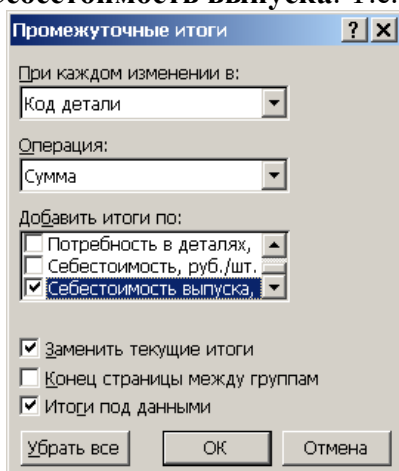 себестоимость выпуска. Т.е.
Промежуточные итоги
При каждом изменении в:
Код детали
Операция:
Сумма
Добавить итоги по:
Потребность в деталях,
Себестоимость, руб./шт.
Себестоимость выпуска,
Заменить текущие итоги
Конец страницы между группам
Итоги под данными
Убрать все ОК Отмена